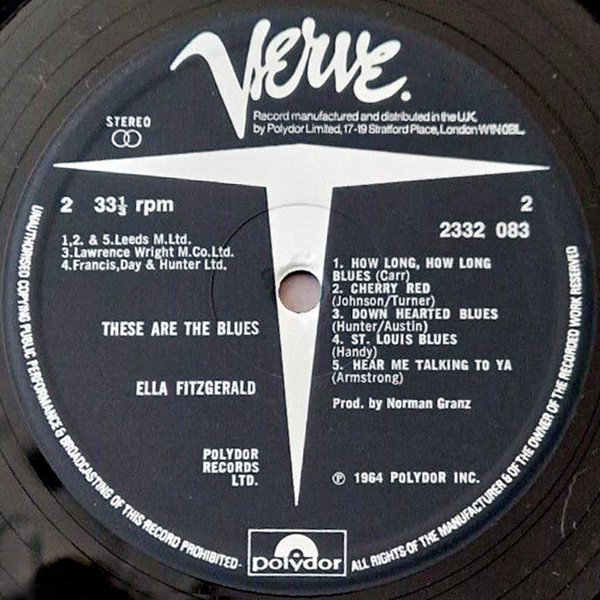 Verve.
Record manufactured and distributed in the U.K.
by Polydor Limited, 17-19 Stratford Place, London W1N 0BL.
STEREO
2 33⅓ rpm
2
2332 083
1,2. & 5.Leeds M.Ltd.
3.Lawrence Wright M.Co.Ltd.
4.Francis,Day & Hunter Ltd.
1. HOW LONG, HOW LONG
BLUES (Carr)
2. CHERRY RED
(Johnson/Turner)
3. DOWN HEARTED BLUES
(Hunter/Austin)
4. ST. LOUIS BLUES
(Handy)
5. HEAR ME TALKING TO YA
(Armstrong)
THESE ARE THE BLUES
ELLA FITZGERALD
Prod. by Norman Granz
POLYDOR
RECORDS
LTD.
℗ 1964 POLYDOR INC.
UNAUTHORISED COPYING PUBLIC PERFORMANCE & BROADCASTING OF THIS RECORD PROHIBITED-
ALL RIGHTS OF THE MANUFACTURER & OF THE OWNER OF THE RECORDED WORK RESERVED
polydor